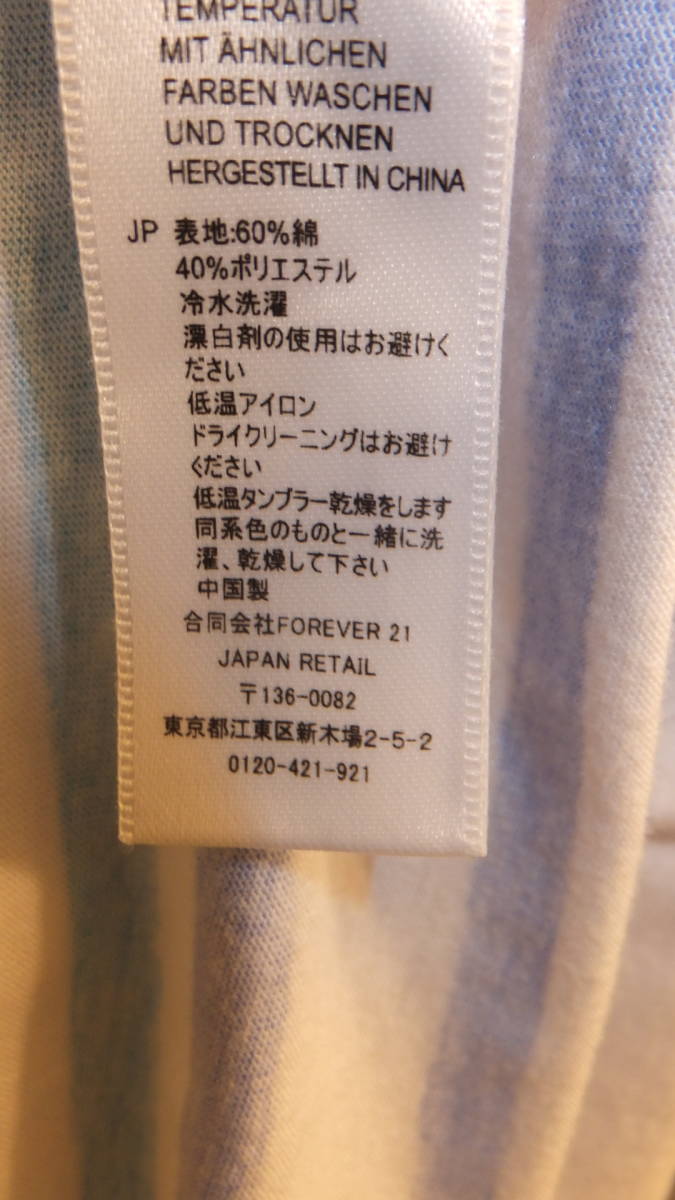 TEMPERATUR
MIT ÄHNLICHEN
FARBEN WASCHEN
UND TROCKNEN
HERGESTELLT IN CHINA
JP 表地:60%綿
40%ポリエステル
冷水洗濯
漂白剤の使用はお避けく
ださい
低温アイロン
ドライクリーニングはお避け
ください
低温タンブラー乾燥をします
同系色のものと一緒に洗
濯、乾燥して下さい
中国製
合同会社FOREVER 21
JAPAN RETAIL
〒136-0082
東京都江東区新木場2-5-2
0120-421-921